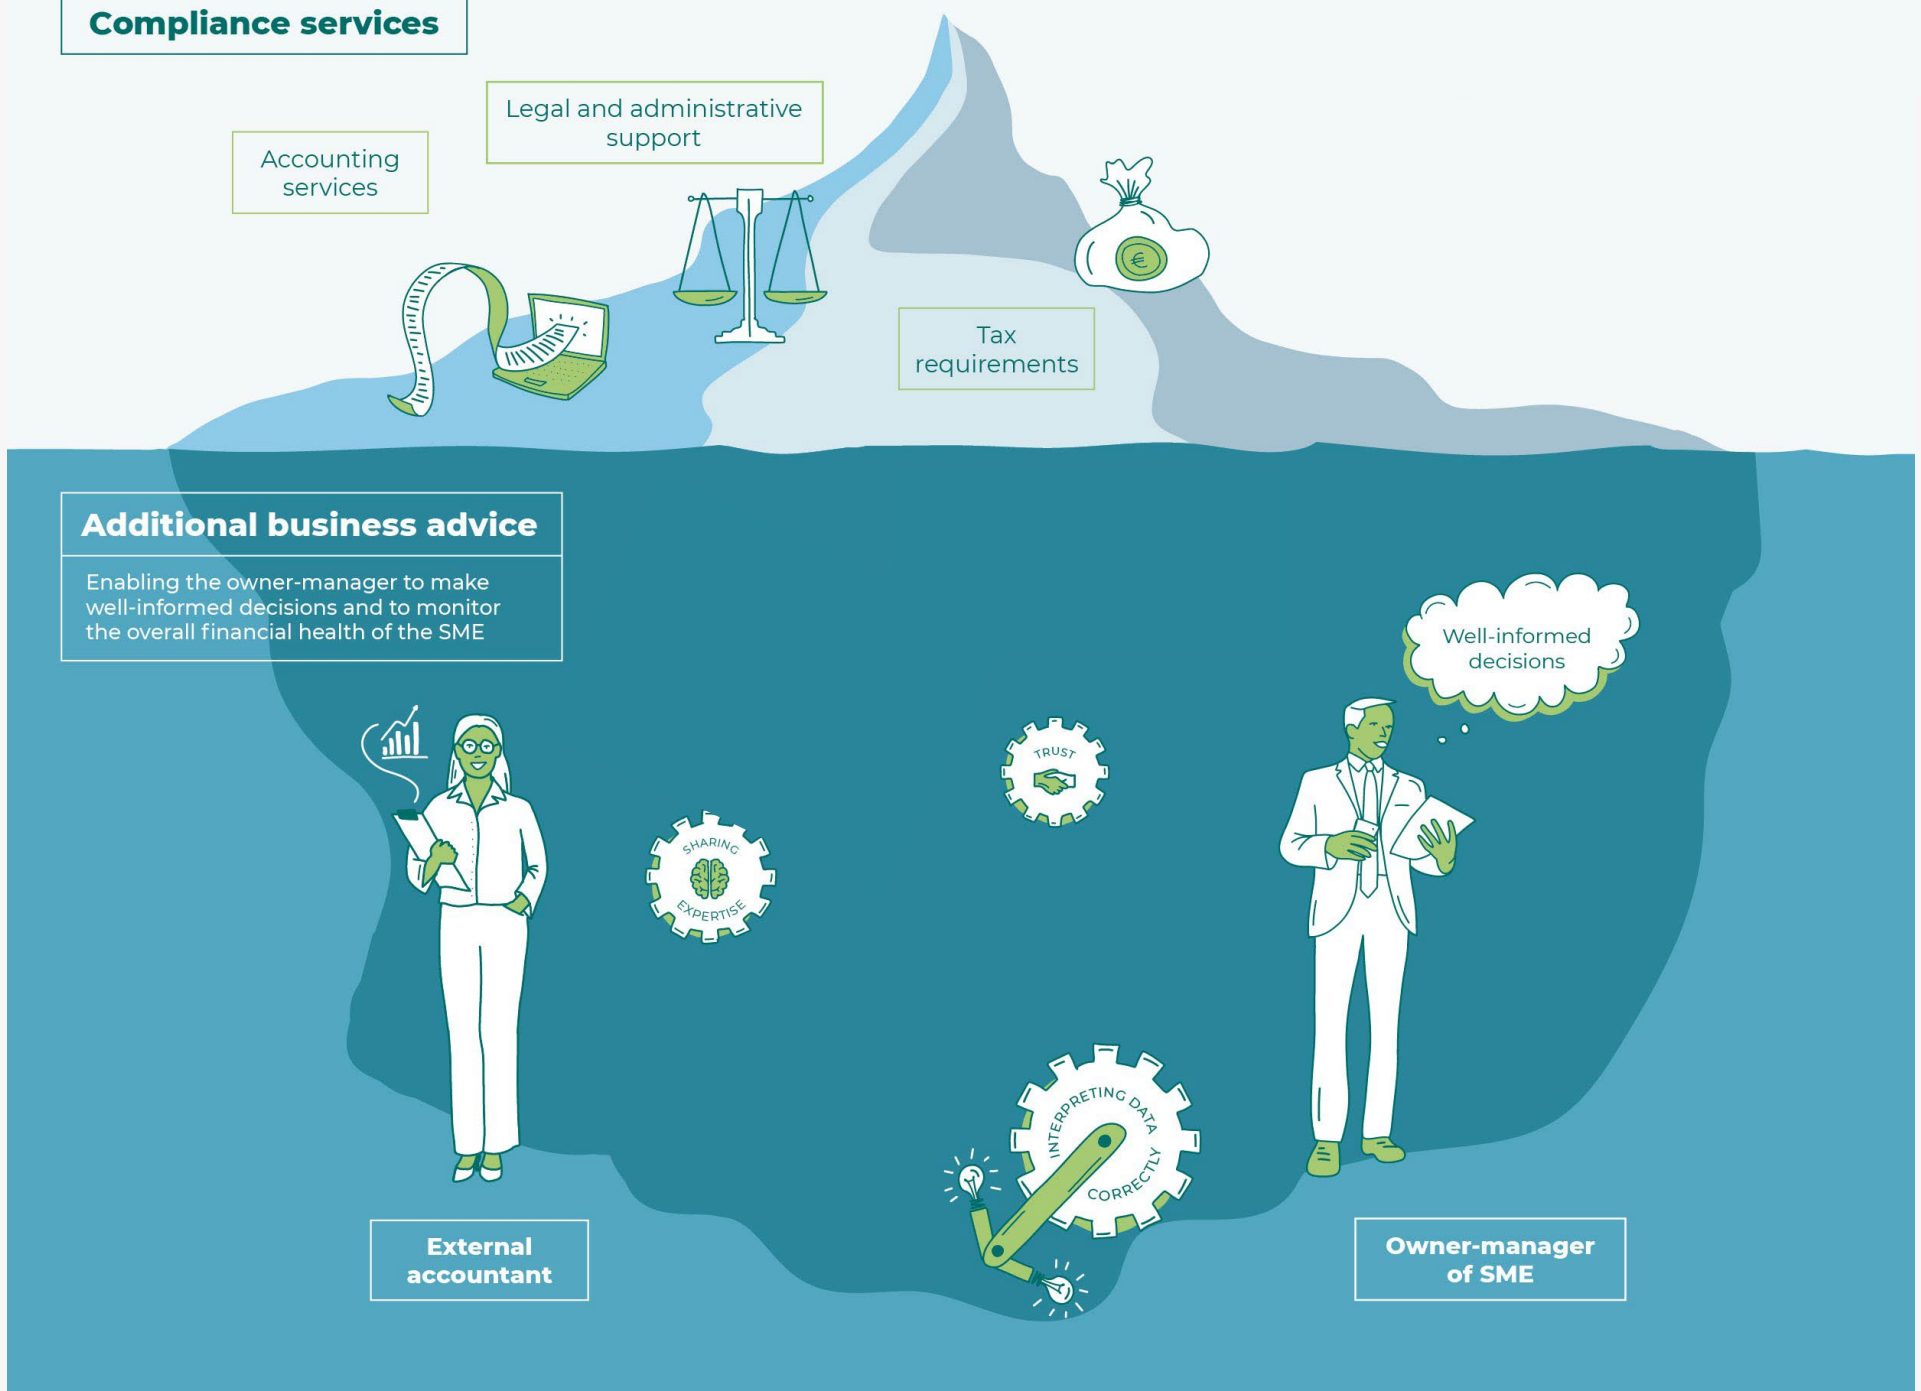 Compliance services
Legal and administrative
support
Accounting
services
€
Tax
requirements
Additional business advice
Enabling the owner-manager to make
well-informed decisions and to monitor
the overall financial health of the SME
Well-informed
decisions
TRUST
SHARING
EXPERTISE
INTERPRETING DATA
CORRECTLY
External
accountant
Owner-manager
of SME